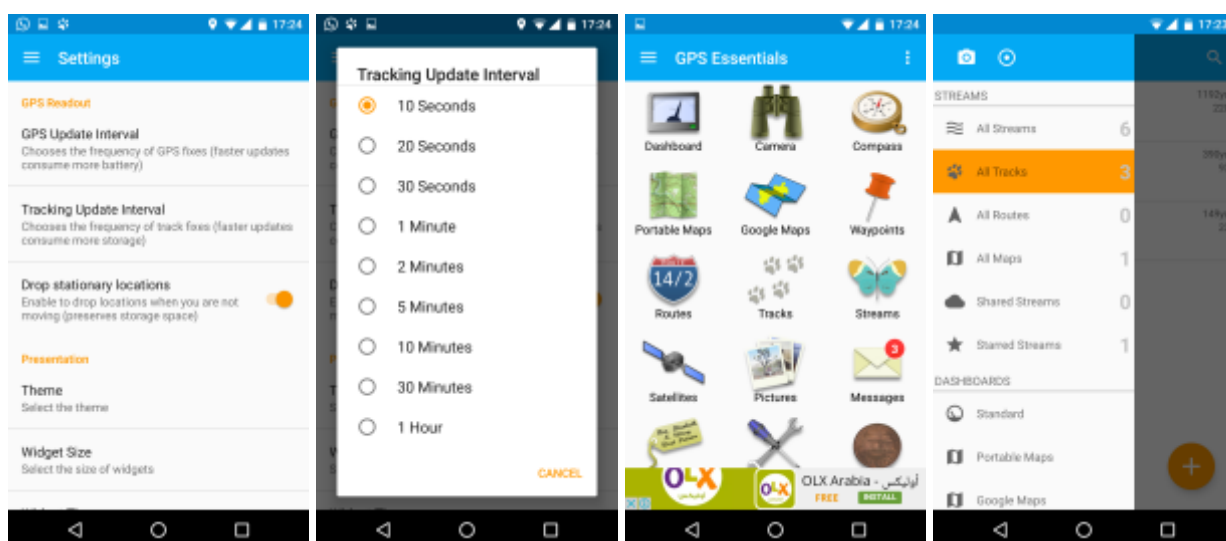 17:24
Settings
GPS Readout
GPS Update Interval
Chooses the frequency of GPS fixes (faster updates
consume more battery)
Tracking Update Interval
Chooses the frequency of track fixes (faster updates
consume more storage)
Drop stationary locations
Enable to drop locations when you are not
moving (preserves storage space)
Presentation
Theme
Select the theme
Widget Size
Select the size of widgets
17:24
Tracking Update Interval
10 Seconds
20 Seconds
30 Seconds
1 Minute
2 Minutes
5 Minutes
10 Minutes
30 Minutes
1 Hour
CANCEL
17:24
GPS Essentials
Dashboard
Camera
Compass
Portable Maps
Google Maps
Waypoints
14/2
Routes
Tracks
Streams
3
Satellites
Pictures
Messages
OLX
OLX
OLX Arabia - أوليكس
FREE
INSTALL
17:23
STREAMS
All Streams 6
All Tracks 3
All Routes 0
All Maps 1
Shared Streams 0
Starred Streams 1
DASHBOARDS
Standard
Portable Maps
Google Maps